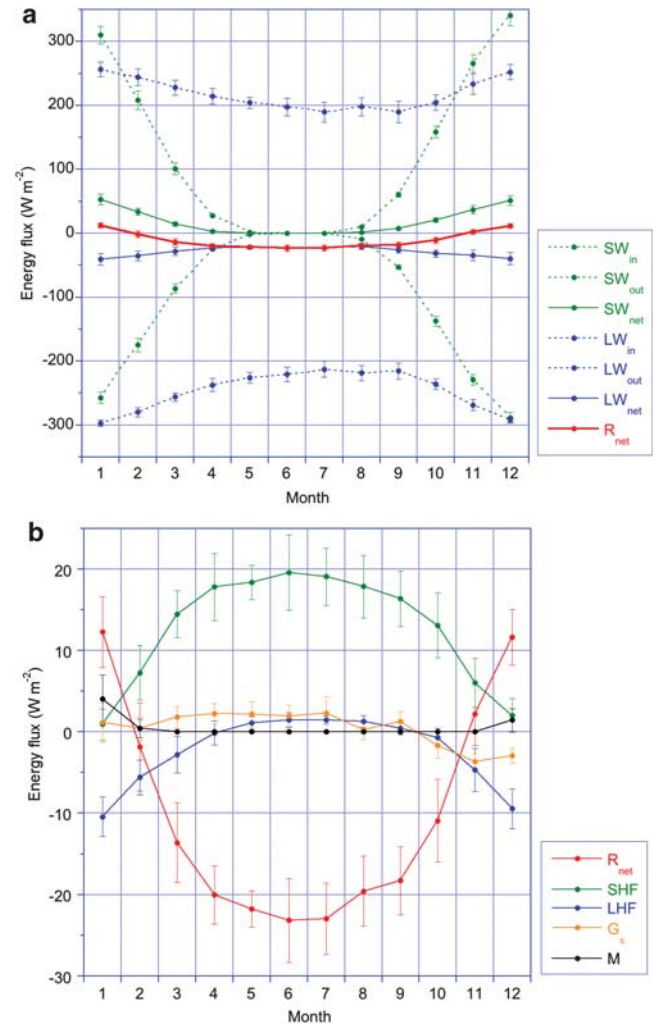 a
300
200
100
0
-100
-200
-300
Energy flux (W m-2)
1 2 3 4 5 6 7 8 9 10 11 12
Month
SWin
SWout
SWnet
LWin
LWout
LWnet
Rnet
b
20
10
0
-10
-20
-30
Energy flux (W m-2)
1 2 3 4 5 6 7 8 9 10 11 12
Month
Rnet
SHF
LHF
Gs
M